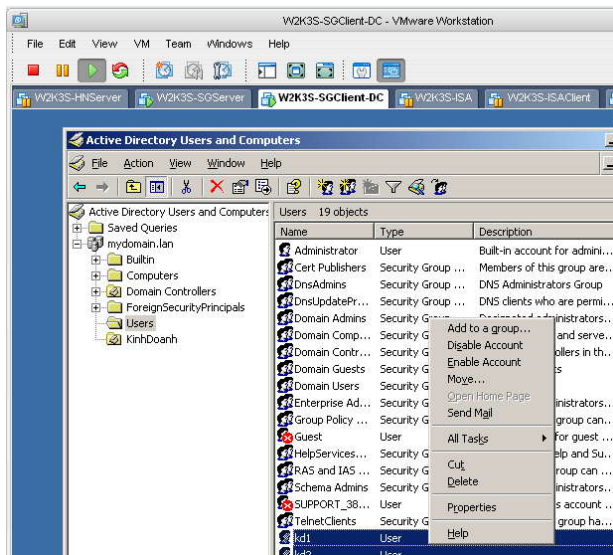 W2K3S-SGClient-DC - VMware Workstation
File Edit View VM Team Windows Help
W2K3S-HNServer W2K3S-SGServer W2K3S-SGClient-DC W2K3S-ISA W2K3S-ISAClient
Active Directory Users and Computers
File Action View Window Help
Active Directory Users and Computers
Saved Queries
mydomain.lan
Builtin
Computers
Domain Controllers
ForeignSecurityPrincipals
Users
KinhDoanh
Users 19 objects
Name Type Description
Administrator User Built-in account for admini...
Cert Publishers Security Group ... Members of this group are...
DnsAdmins Security Group ... DNS Administrators Group
DnsUpdatePr... Security Group ... DNS clients who are permi...
Domain Admins Security Group
Domain Comp... Security G and serve...
Domain Contr... Security G ollers in th...
Domain Guests Security G ts
Domain Users Security G
Enterprise Ad... Security G inistrators...
Group Policy ... Security G group can...
Guest User for guest ...
HelpServices... Security G elp and Su...
RAS and IAS ... Security G roup can ...
Schema Admins Security G inistrators...
SUPPORT_38... User s account ...
TelnetClients Security G group ha...
kd1 User
kd2 User
Add to a group...
Disable Account
Enable Account
Move...
Open Home Page
Send Mail
All Tasks
Cut
Delete
Properties
Help